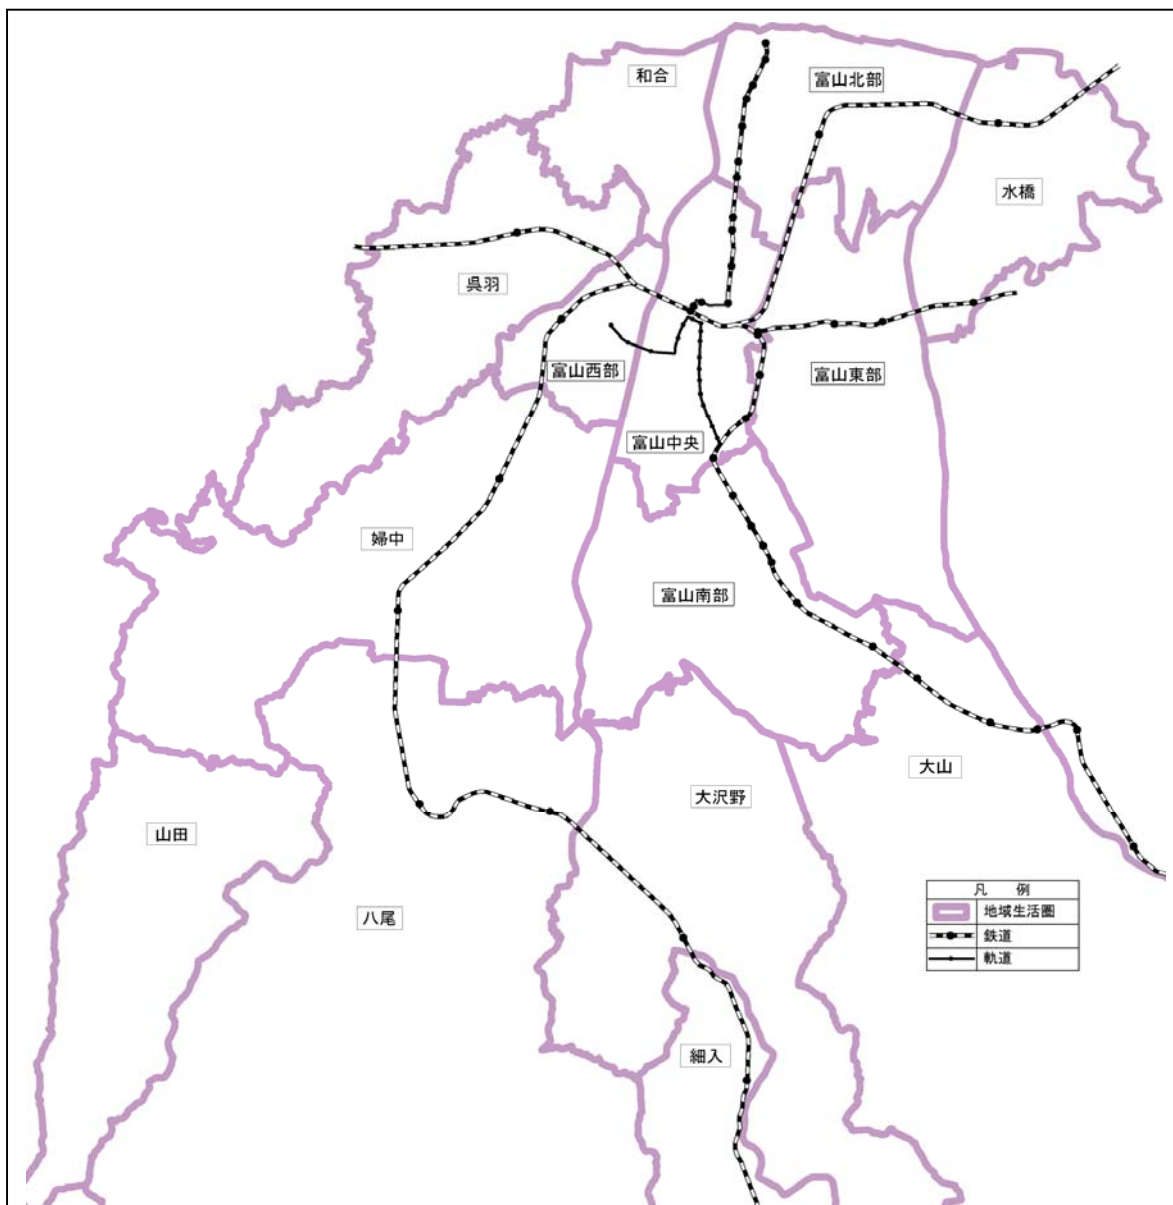 和合
富山北部
水橋
呉羽
富山西部
富山東部
富山中央
婦中
富山南部
大山
大沢野
山田
八尾
細入
凡 例
地域生活圏
鉄道
軌道